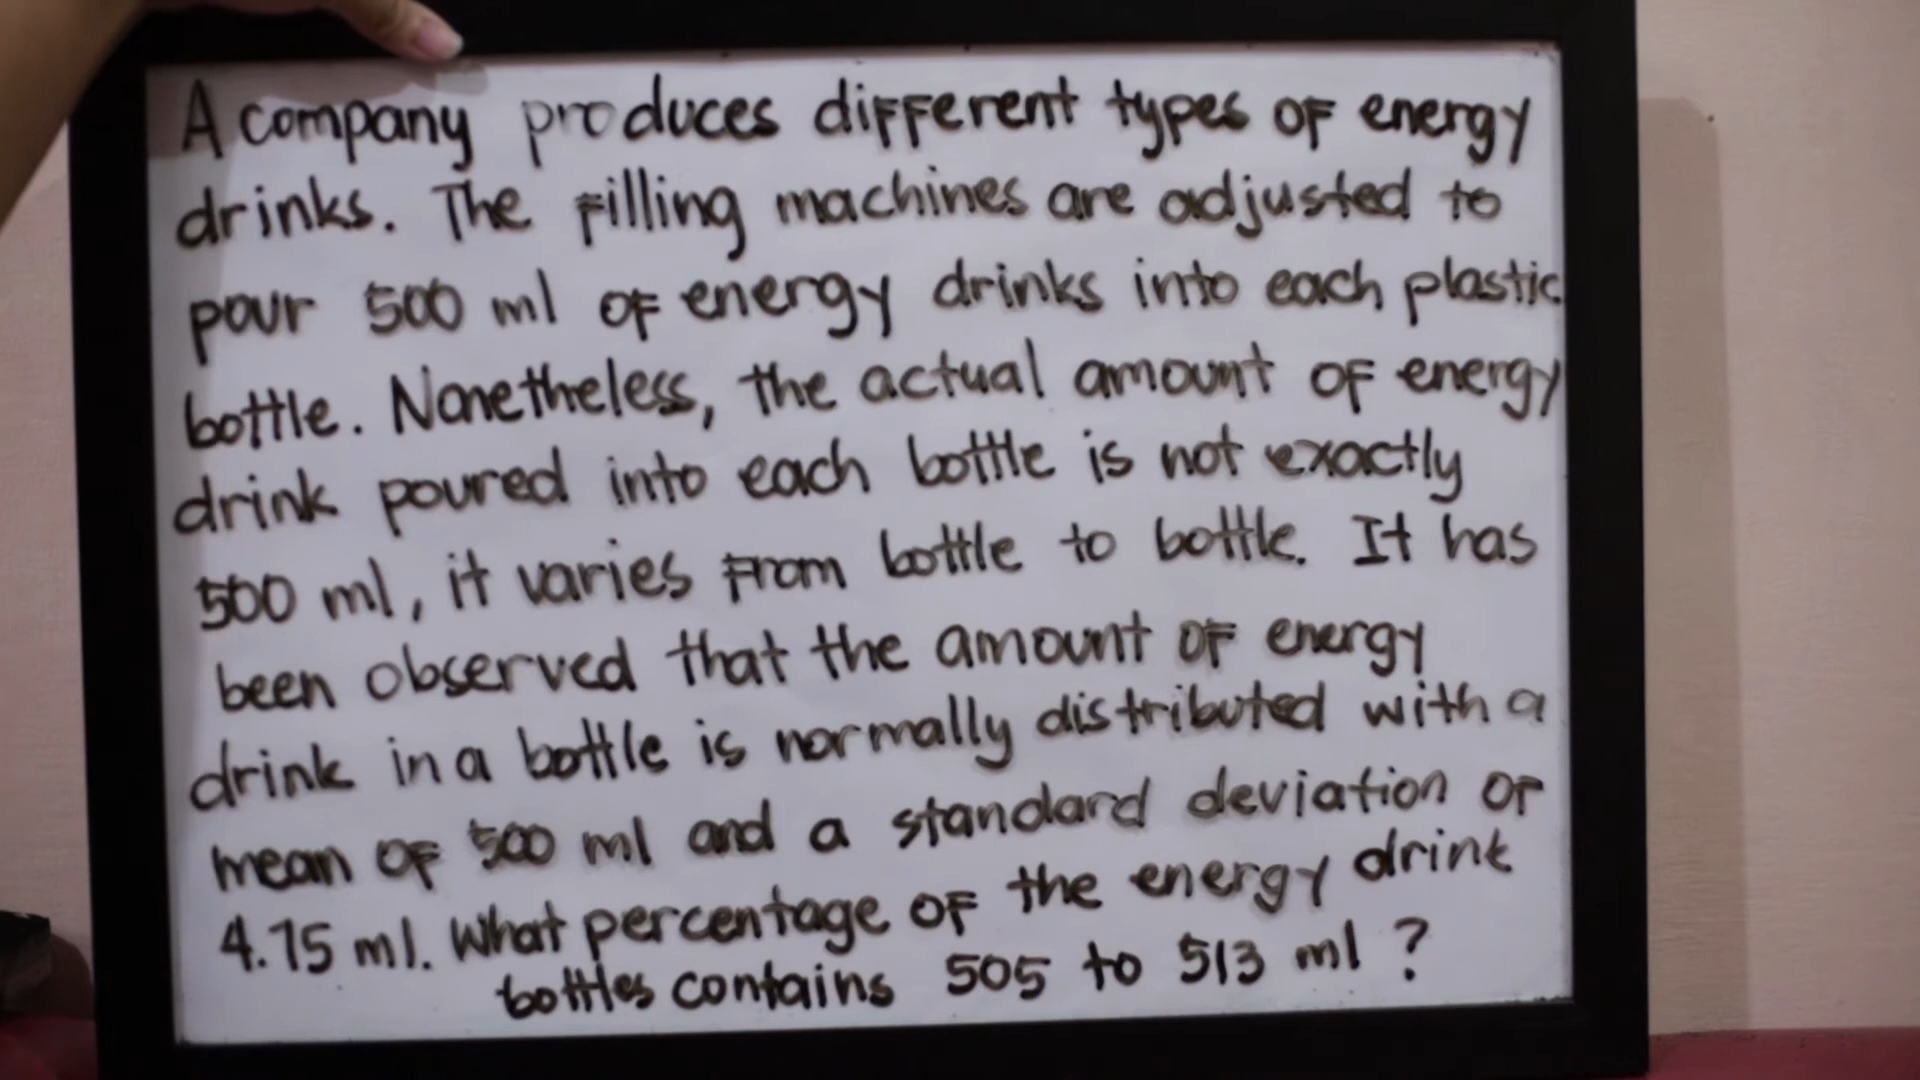 A company produces different types of energy
drinks. The filling machines are adjusted to
pour 500 ml of energy drinks into each plastic
bottle. Nonetheless, the actual amount of energy
drink poured into each bottle is not exactly
500 ml, it varies from bottle to bottle. It has
been observed that the amount of energy
drink in a bottle is normally distributed with a
mean of 500 ml and a standard deviation of
4.75 ml. What percentage of the energy drink
bottles contains 505 to 513 ml ?